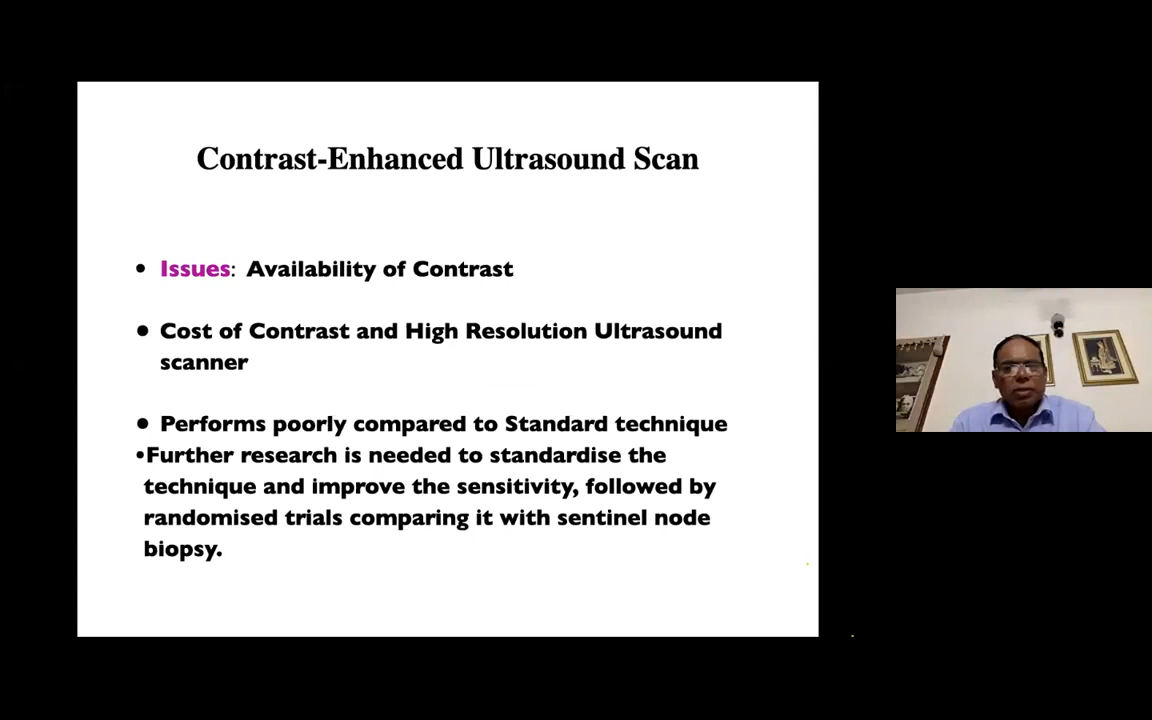 Contrast-Enhanced Ultrasound Scan
• Issues: Availability of Contrast
• Cost of Contrast and High Resolution Ultrasound
scanner
• Performs poorly compared to Standard technique
•Further research is needed to standardise the
technique and improve the sensitivity, followed by
randomised trials comparing it with sentinel node
biopsy.